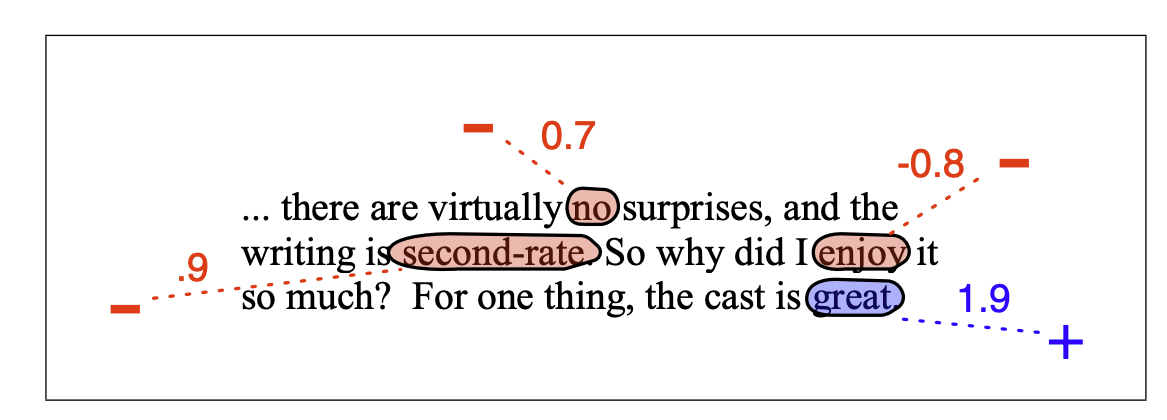 − 0.7
-0.8 −
... there are virtually no surprises, and the
writing is second-rate. So why did I enjoy it
.9
−
so much? For one thing, the cast is great.
1.9
+